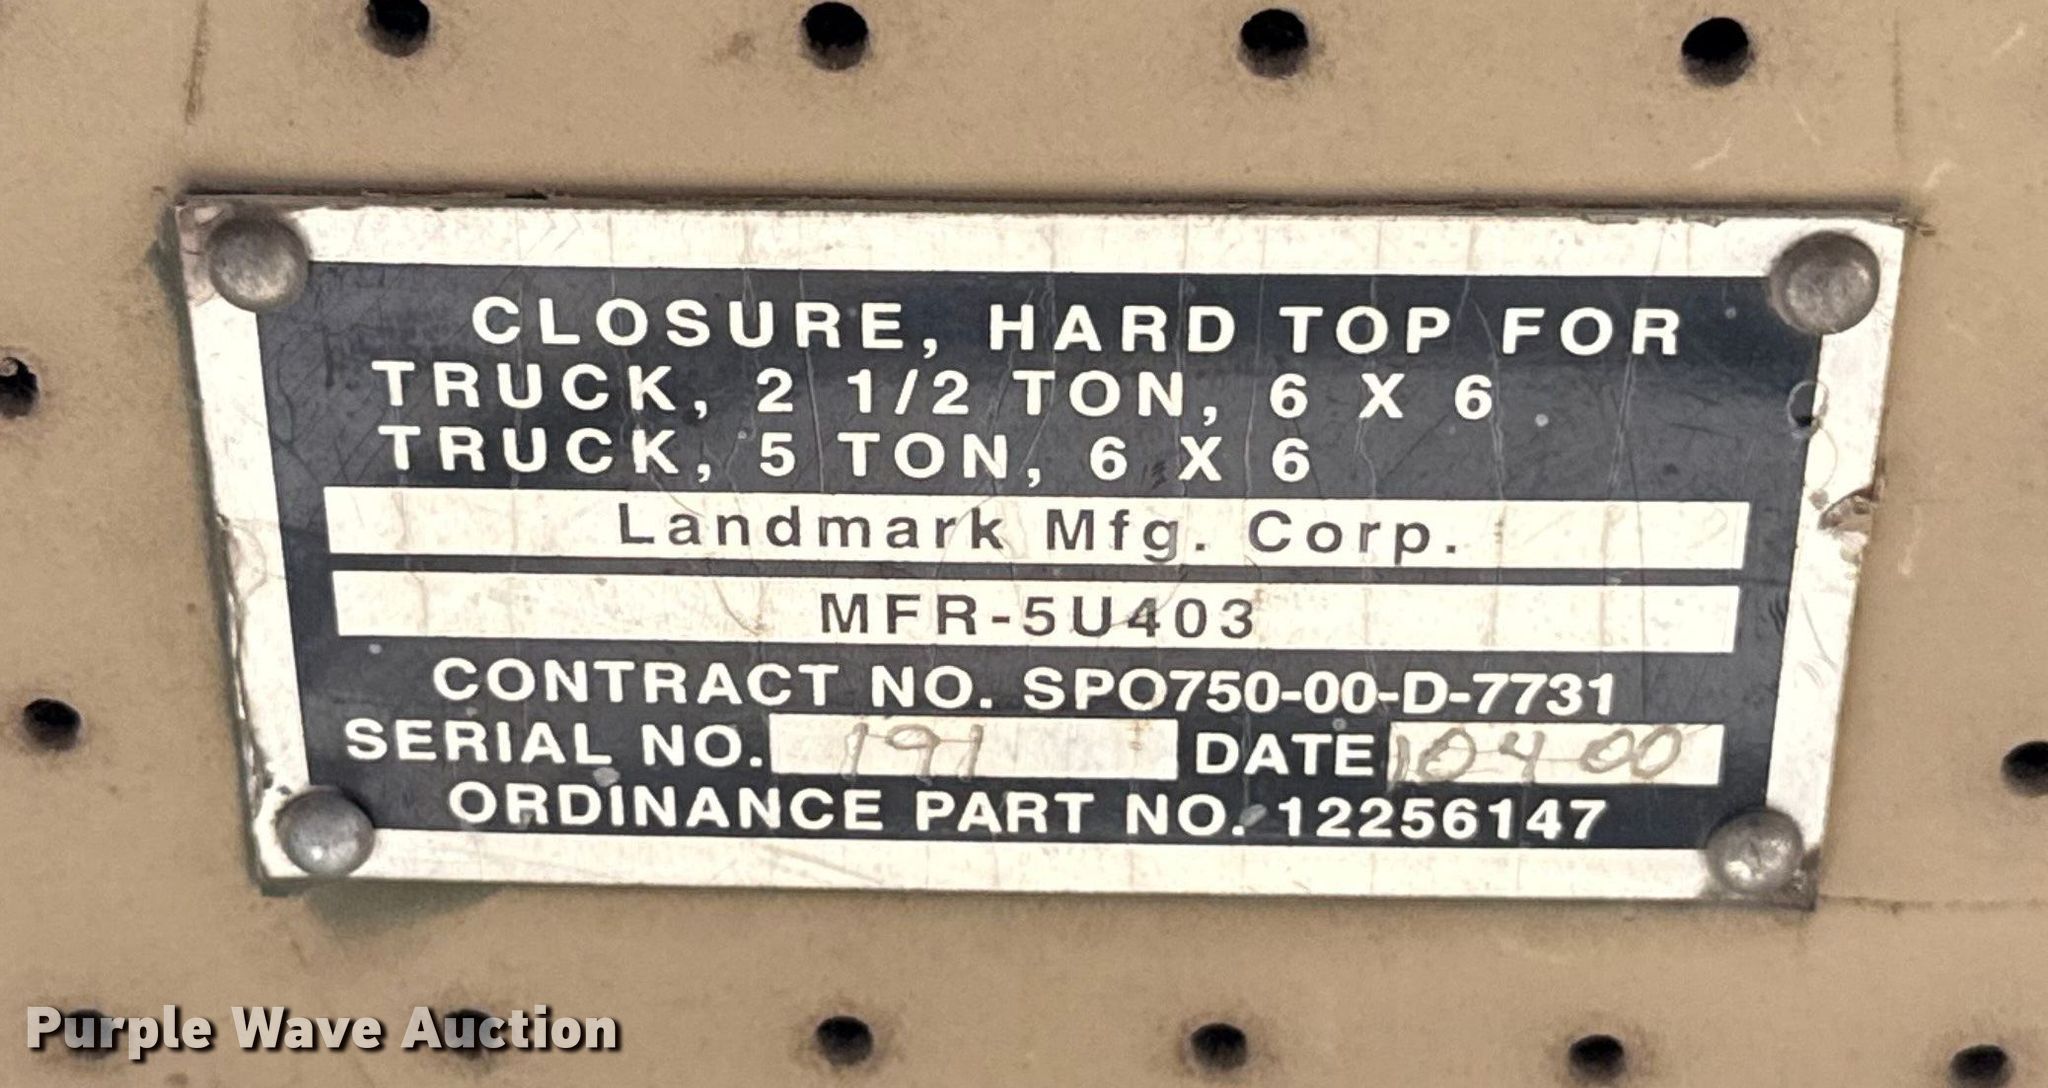 CLOSURE, HARD TOP FOR
TRUCK, 2 1/2 TON, 6 X 6
TRUCK, 5 TON, 6 X 6
Landmark Mfg. Corp.
MFR-5U403
CONTRACT NO. SPO750-00-D-7731
SERIAL NO. 191 DATE 10-4-00
ORDINANCE PART NO. 12256147
Purple Wave Auction